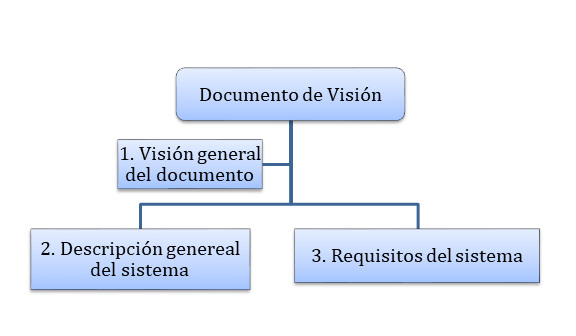 Documento de Visión
1. Visión general
del documento
2. Descripción genereal
del sistema
3. Requisitos del sistema